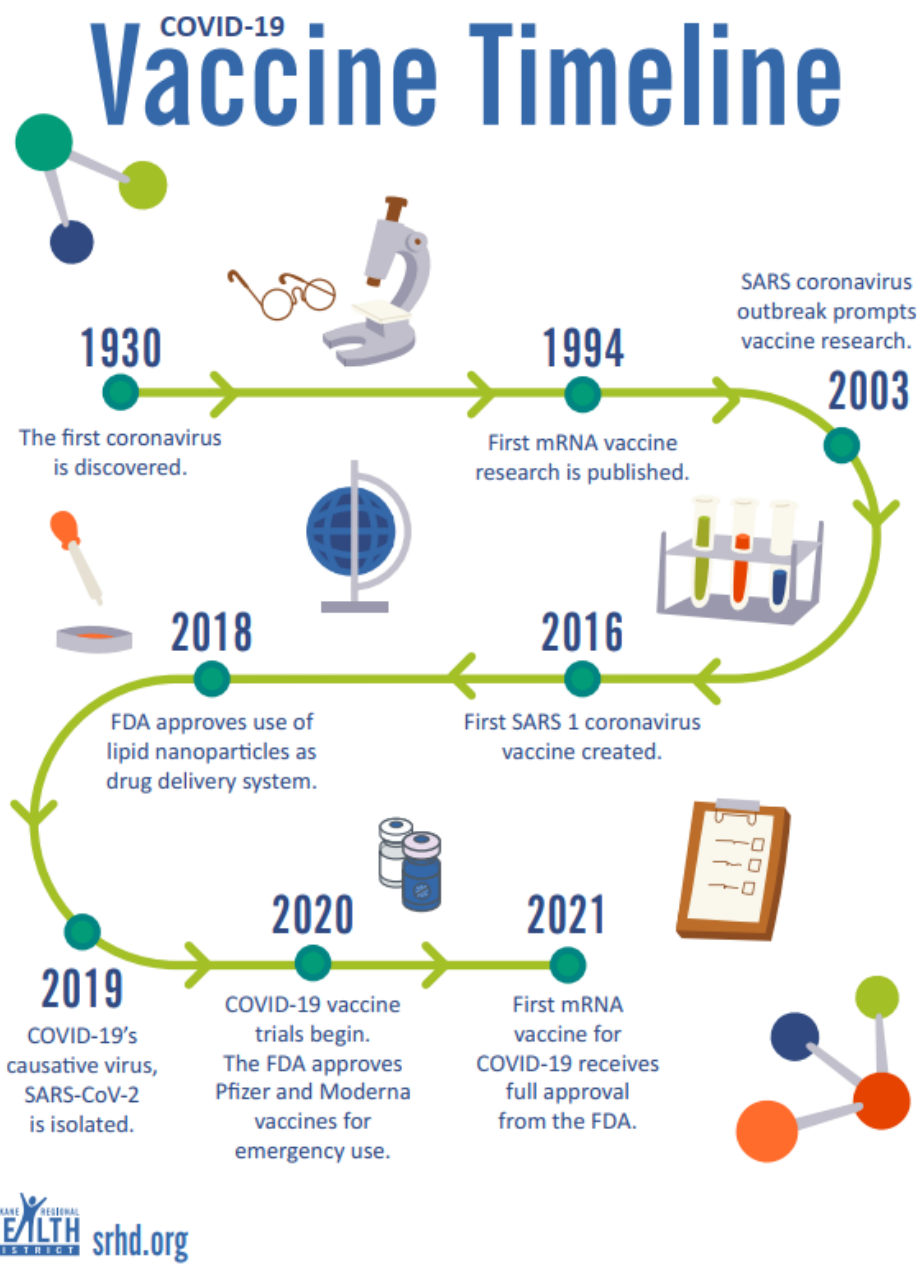 COVID-19
Vaccine Timeline
1930
The first coronavirus
is discovered.
1994
First mRNA vaccine
research is published.
SARS coronavirus
outbreak prompts
vaccine research.
2003
2016
First SARS 1 coronavirus
vaccine created.
2018
FDA approves use of
lipid nanoparticles as
drug delivery system.
2019
COVID-19's
causative virus,
SARS-CoV-2
is isolated.
2020
COVID-19 vaccine
trials begin.
The FDA approves
Pfizer and Moderna
vaccines for
emergency use.
2021
First mRNA
vaccine for
COVID-19 receives
full approval
from the FDA.
KANE REGIONAL
EALTH
ISTRICT
srhd.org